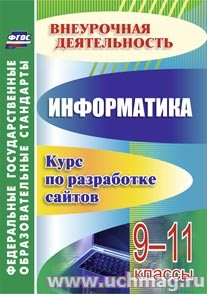 ФГОС
ВНЕУРОЧНАЯ
ДЕЯТЕЛЬНОСТЬ
ФЕДЕРАЛЬНЫЕ ГОСУДАРСТВЕННЫЕ
ОБРАЗОВАТЕЛЬНЫЕ СТАНДАРТЫ
ИНФОРМАТИКА
Курс
по разработке
сайтов
9–11
классы
www.uchmag.ru